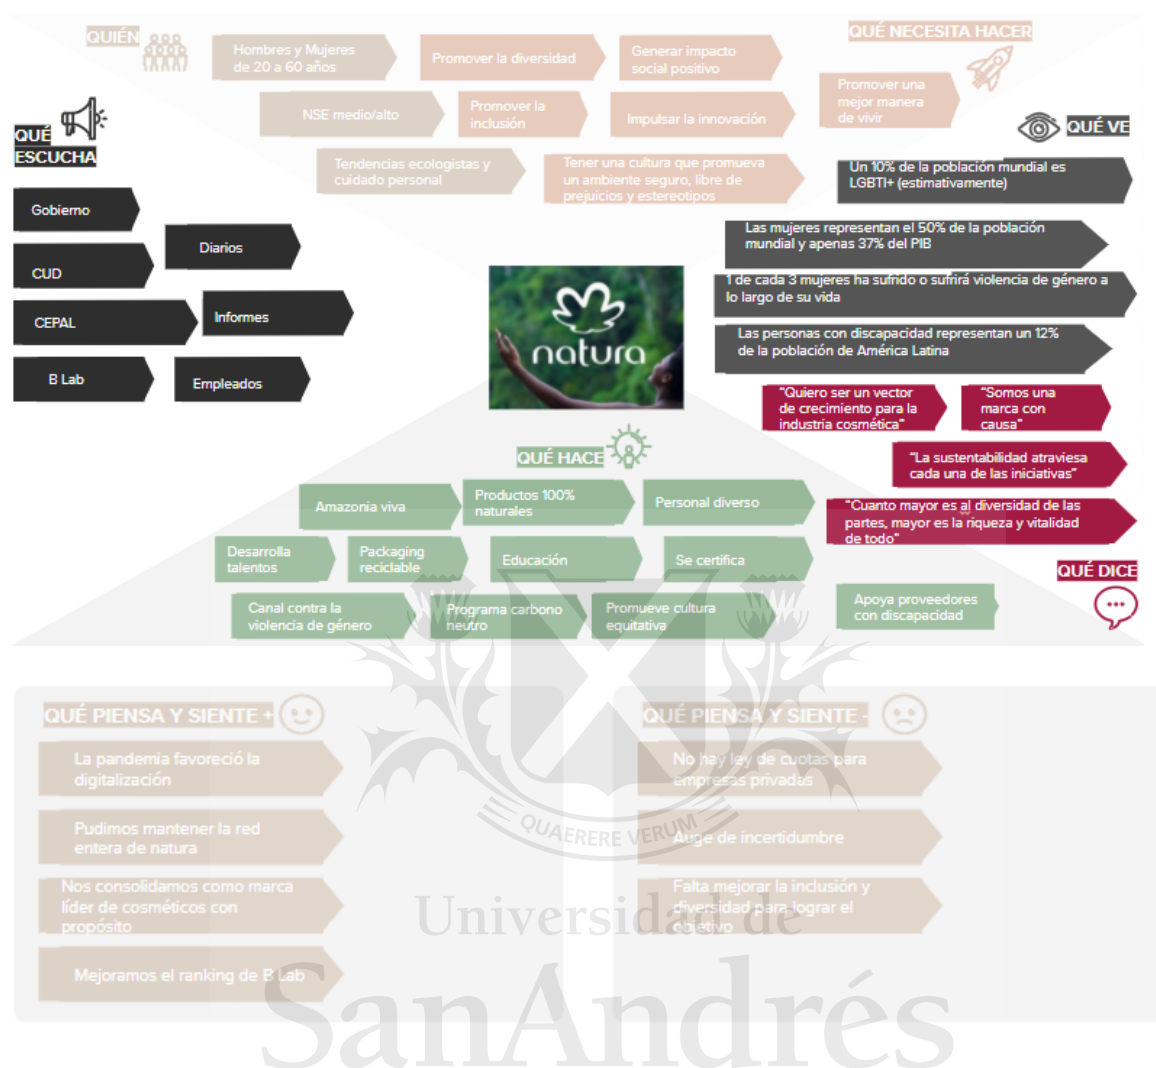 QUIÉN
Hombres y Mujeres
de 20 a 60 años
NSE medio/alto
Tendencias ecologistas y
cuidado personal
QUÉ NECESITA HACER
Promover la diversidad
Generar impacto
social positivo
Promover la
inclusión
Impulsar la innovación
Promover una
mejor manera
de vivir
Tener una cultura que promueva
un ambiente seguro, libre de
prejuicios y estereotipos
QUÉ
ESCUCHA
Gobierno
Diarios
CUD
Informes
CEPAL
B Lab
Empleados
QUÉ VE
Un 10% de la población mundial es
LGBTI+ (estimativamente)
Las mujeres representan el 50% de la población
mundial y apenas 37% del PIB
1 de cada 3 mujeres ha sufrido o sufrirá violencia de género a
lo largo de su vida
Las personas con discapacidad representan un 12%
de la población de América Latina
natura
“Quiero ser un vector
de crecimiento para la
industria cosmética”
“Somos una
marca con
causa”
“La sustentabilidad atraviesa
cada una de las iniciativas”
“Cuanto mayor es al diversidad de las
partes, mayor es la riqueza y vitalidad
de todo”
QUÉ DICE
QUÉ HACE
Amazonia viva
Productos 100%
naturales
Personal diverso
Desarrolla
talentos
Packaging
reciclable
Educación
Se certifica
Canal contra la
violencia de género
Programa carbono
neutro
Promueve cultura
equitativa
Apoya proveedores
con discapacidad
QUÉ PIENSA Y SIENTE +
La pandemia favoreció la
digitalización
Pudimos mantener la red
entera de natura
Nos consolidamos como marca
líder de cosméticos con
propósito
Mejoramos el ranking de B Lab
QUÉ PIENSA Y SIENTE -
No hay ley de cuotas para
empresas privadas
Auge de incertidumbre
Falta mejorar la inclusión y
diversidad para lograr el
objetivo
QUAERERE VERUM
Universidad de
SanAndrés